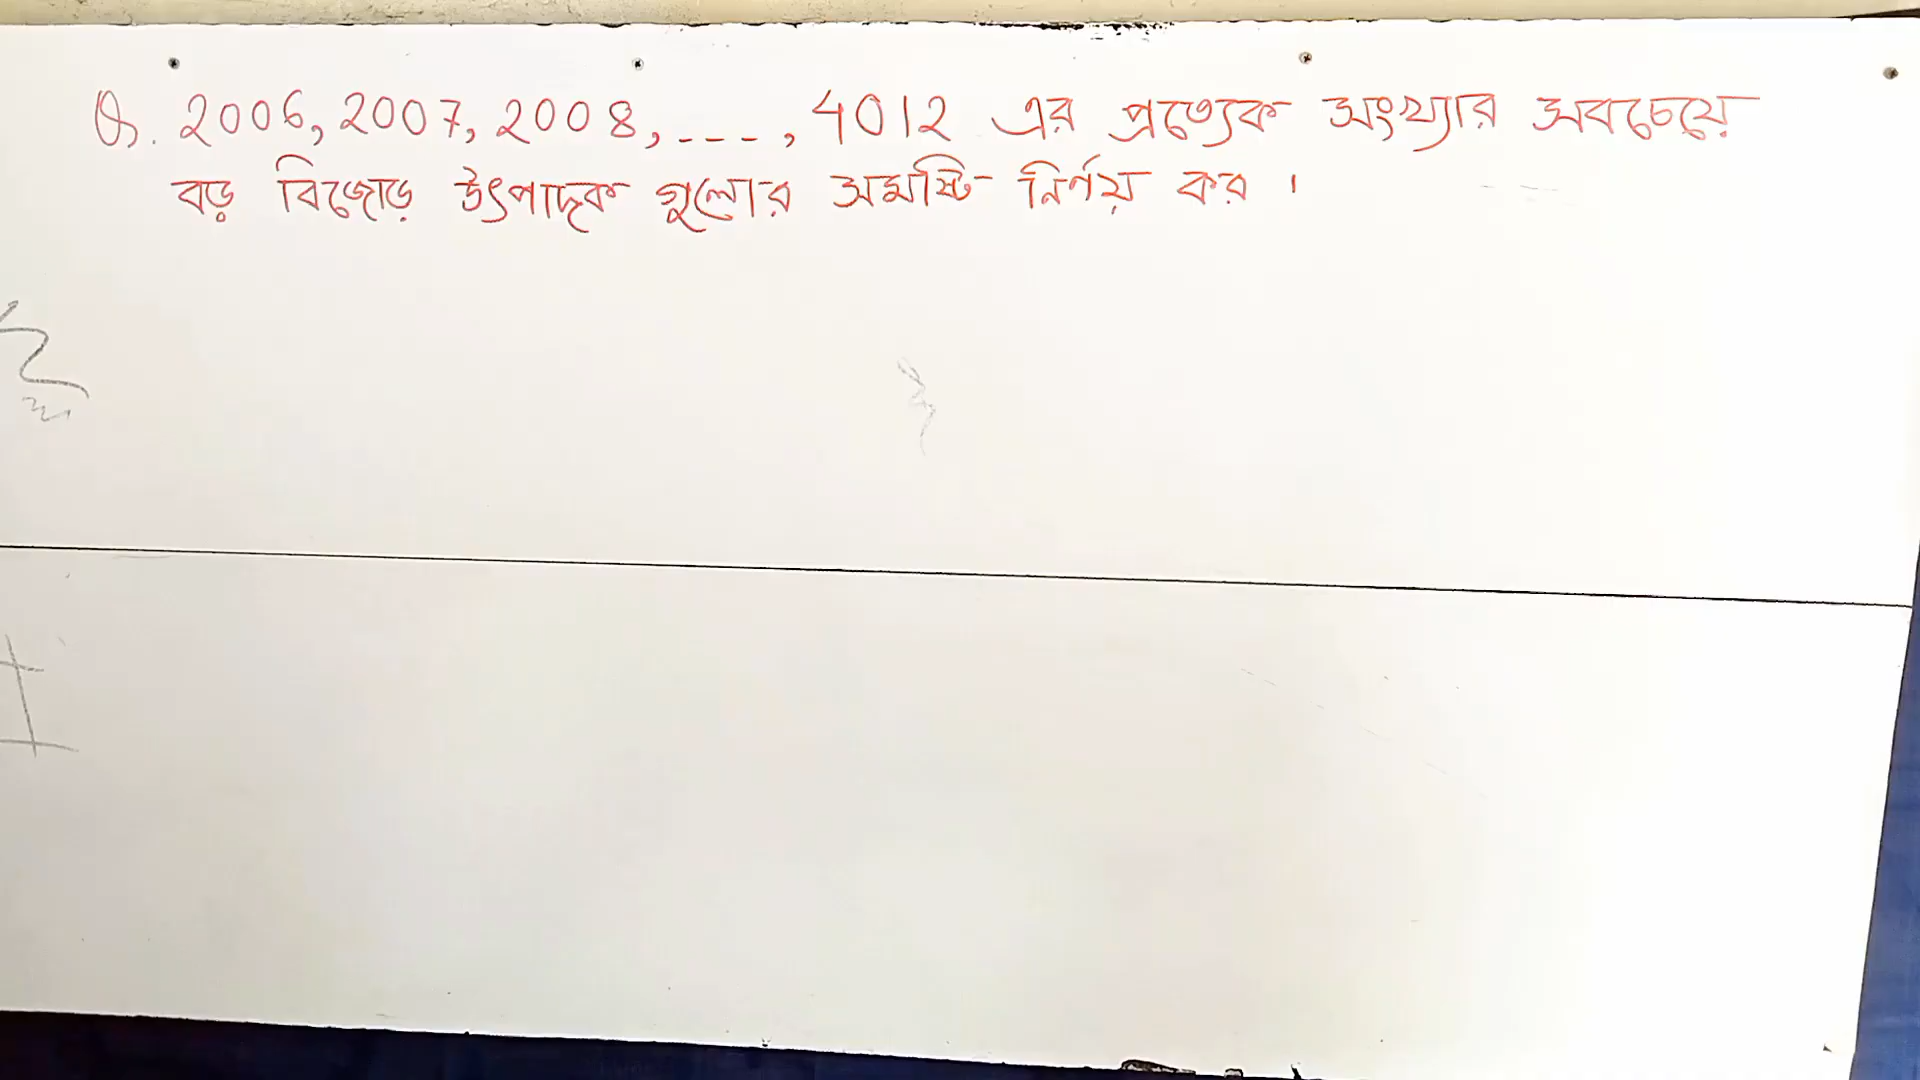 Q. 2006, 2007, 2008, ---, 4012 এর প্রত্যেক সংখ্যার সবচেয়ে
বড় বিজোড় উৎপাদক গুলোর সমষ্টি নির্ণয় কর ।